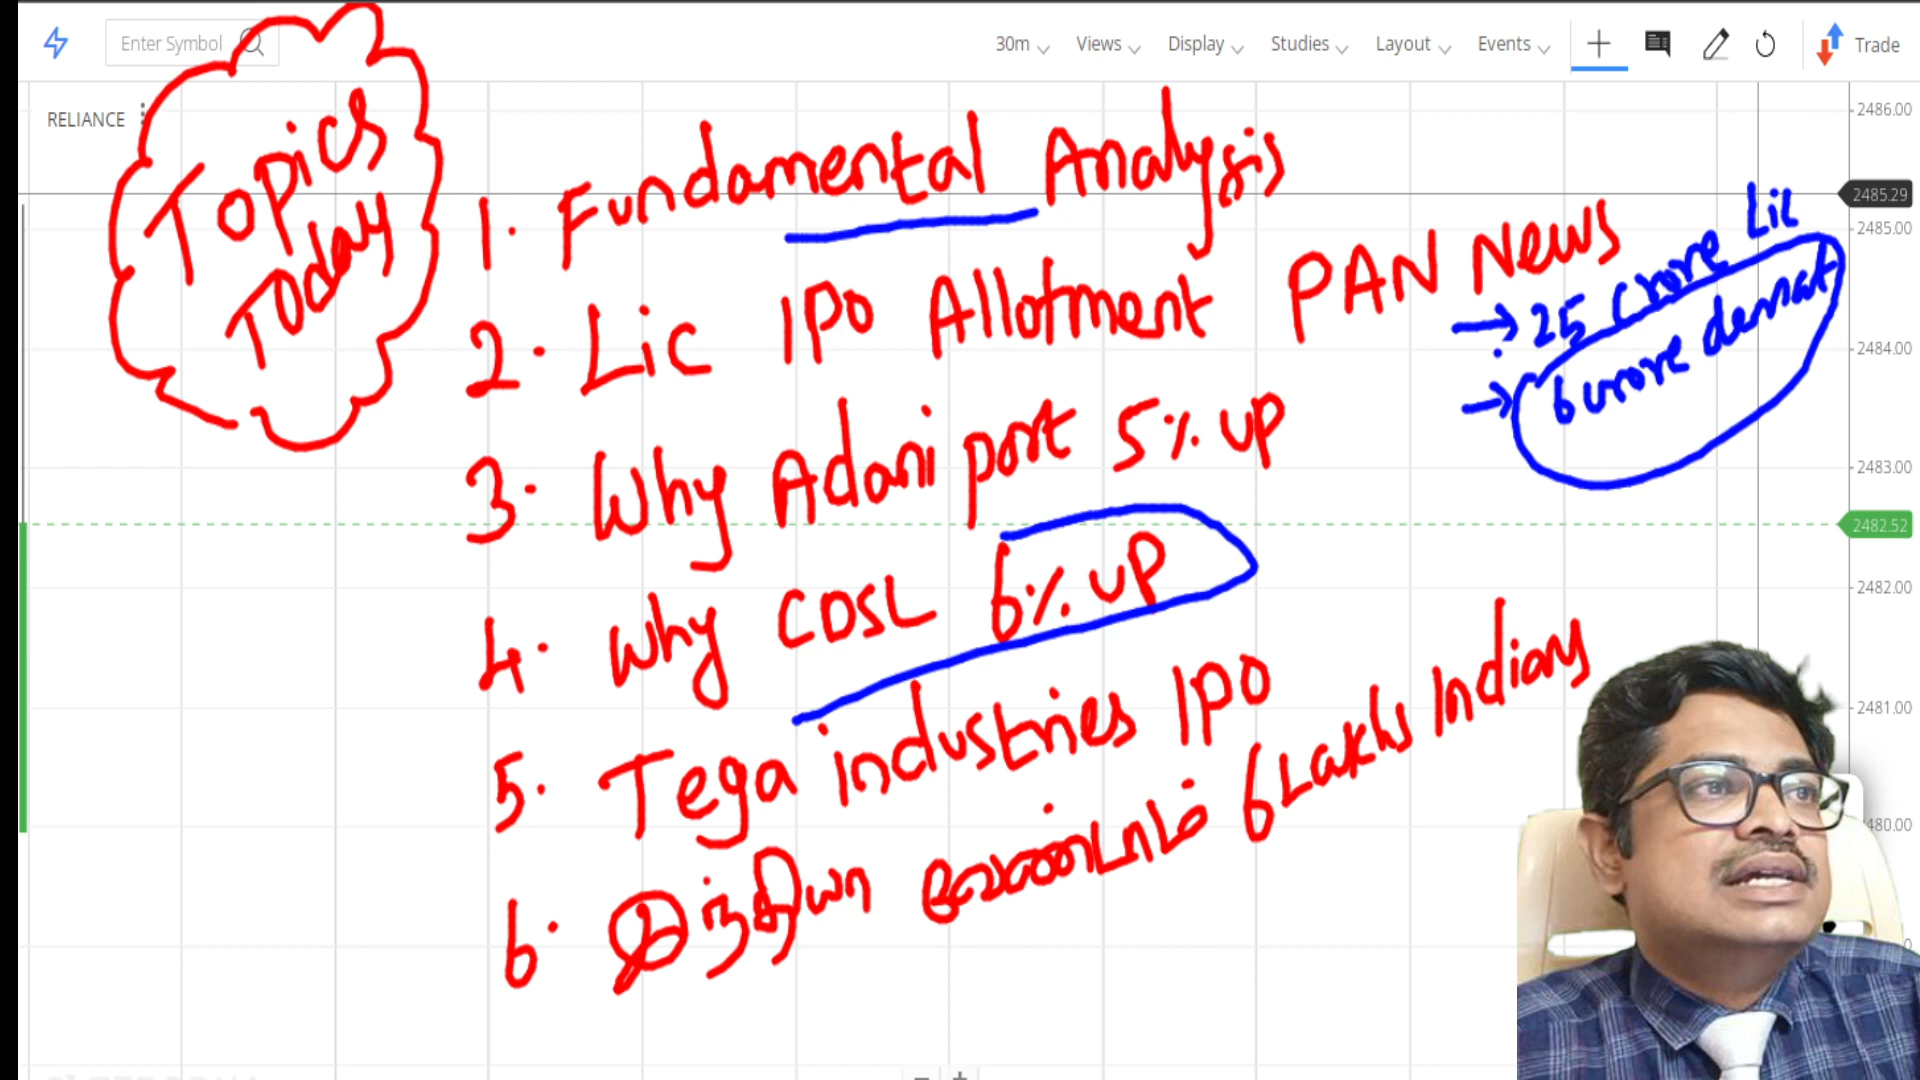 Enter Symbol
30m Views Display Studies Layout Events Trade
RELIANCE
Topics
Today
1. Fundamental Analysis
2. Lic IPO Allotment PAN News
→ 25 crore Lic
→ 6 crore demat
3. Why Adani port 5% up
4. Why CDSL 6% up
5. Tega industries IPO
6. இந்தியா வேண்டாம் 6 Lakhs Indians
2486.00
2485.29
2485.00
2484.00
2483.00
2482.52
2482.00
2481.00
480.00